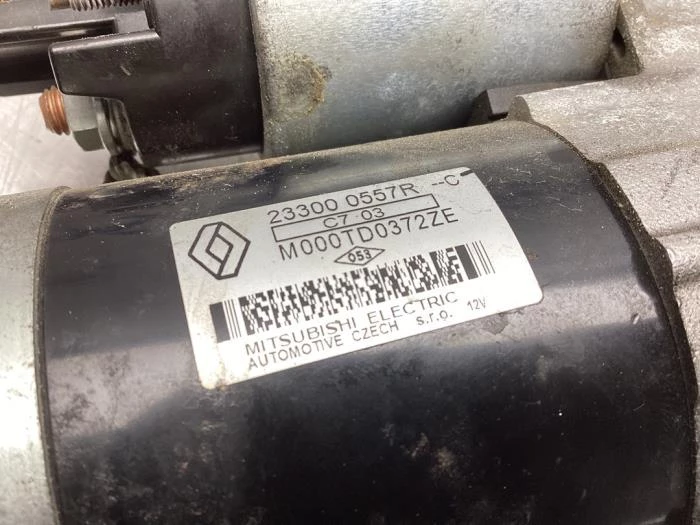 23300 0557R --C
C7 03
M000TD0372ZE
053
MITSUBISHI ELECTRIC
AUTOMOTIVE CZECH s.r.o. 12V